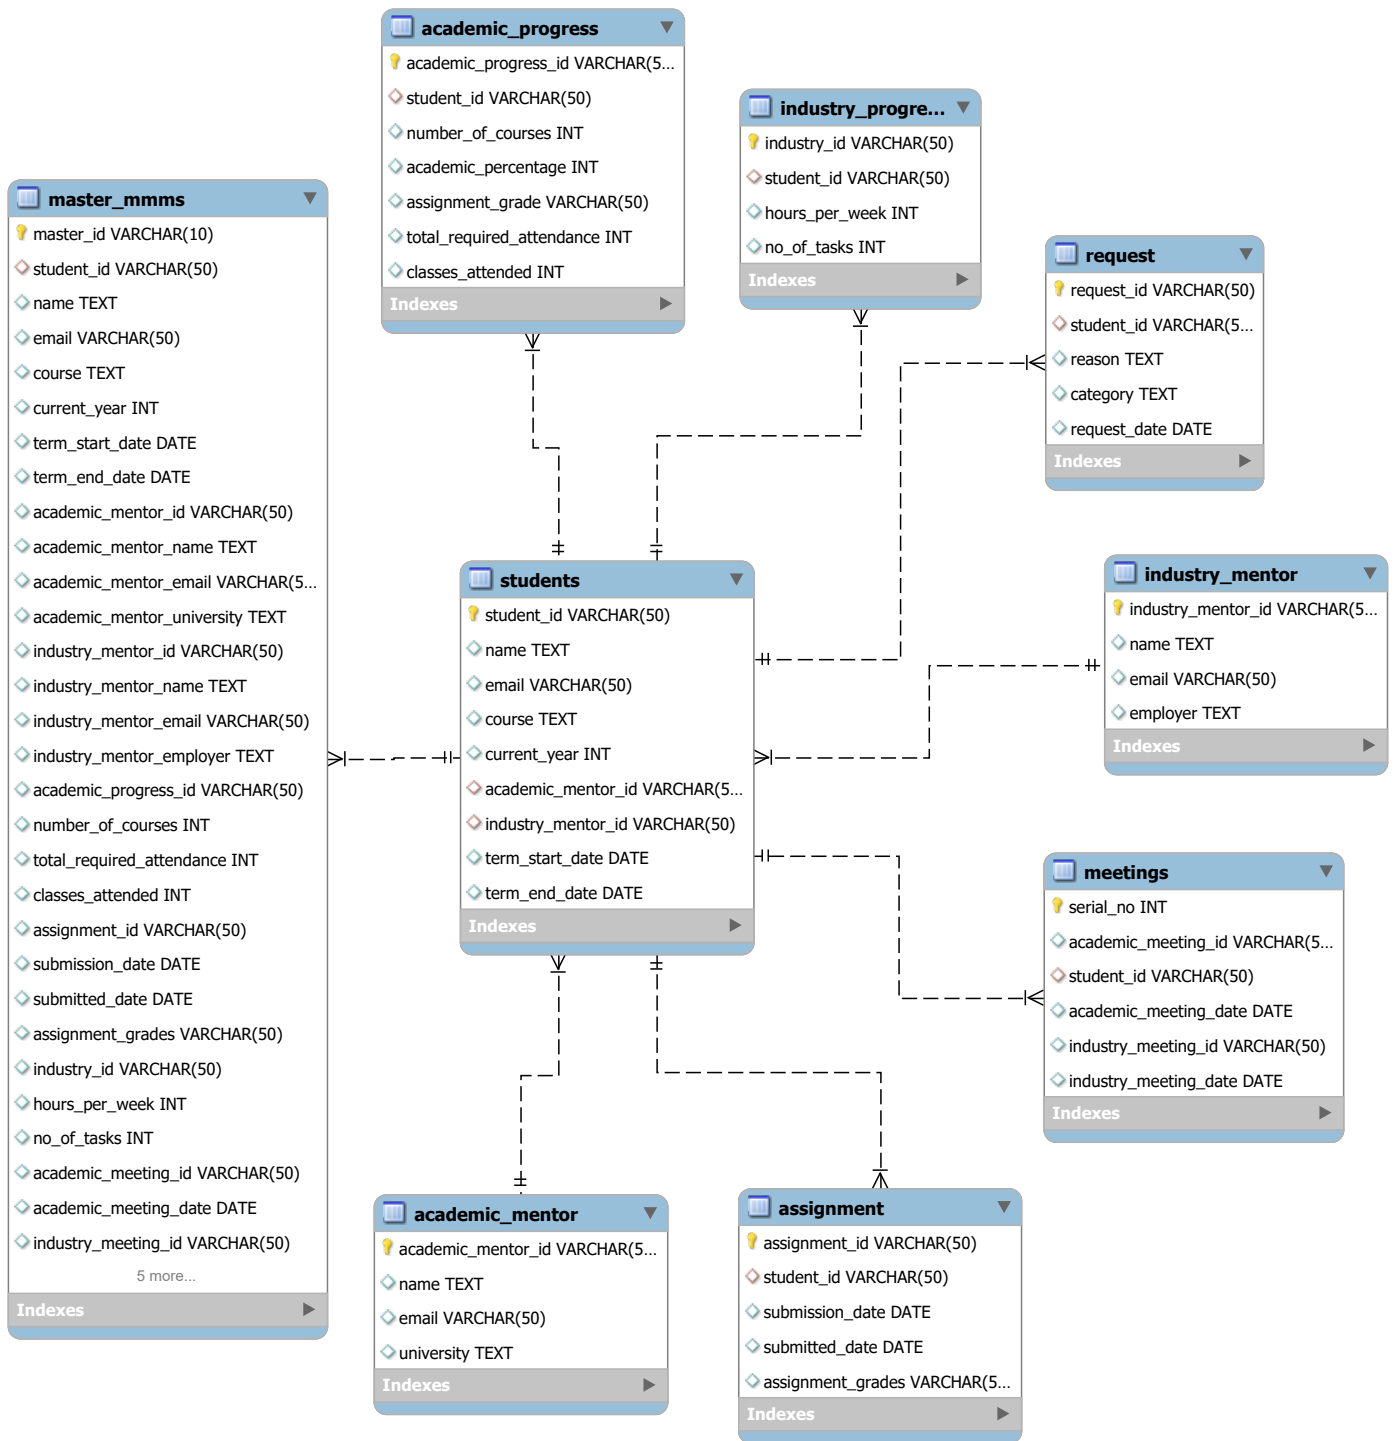 academic_progress
academic_progress_id VARCHAR(5...
student_id VARCHAR(50)
number_of_courses INT
academic_percentage INT
assignment_grade VARCHAR(50)
total_required_attendance INT
classes_attended INT
Indexes
industry_progre...
industry_id VARCHAR(50)
student_id VARCHAR(50)
hours_per_week INT
no_of_tasks INT
Indexes
master_mmms
master_id VARCHAR(10)
student_id VARCHAR(50)
name TEXT
email VARCHAR(50)
course TEXT
current_year INT
term_start_date DATE
term_end_date DATE
academic_mentor_id VARCHAR(50)
academic_mentor_name TEXT
academic_mentor_email VARCHAR(5...
academic_mentor_university TEXT
industry_mentor_id VARCHAR(50)
industry_mentor_name TEXT
industry_mentor_email VARCHAR(50)
industry_mentor_employer TEXT
academic_progress_id VARCHAR(50)
number_of_courses INT
total_required_attendance INT
classes_attended INT
assignment_id VARCHAR(50)
submission_date DATE
submitted_date DATE
assignment_grades VARCHAR(50)
industry_id VARCHAR(50)
hours_per_week INT
no_of_tasks INT
academic_meeting_id VARCHAR(50)
academic_meeting_date DATE
industry_meeting_id VARCHAR(50)
5 more...
Indexes
request
request_id VARCHAR(50)
student_id VARCHAR(5...
reason TEXT
category TEXT
request_date DATE
Indexes
students
student_id VARCHAR(50)
name TEXT
email VARCHAR(50)
course TEXT
current_year INT
academic_mentor_id VARCHAR(5...
industry_mentor_id VARCHAR(50)
term_start_date DATE
term_end_date DATE
Indexes
industry_mentor
industry_mentor_id VARCHAR(5...
name TEXT
email VARCHAR(50)
employer TEXT
Indexes
meetings
serial_no INT
academic_meeting_id VARCHAR(5...
student_id VARCHAR(50)
academic_meeting_date DATE
industry_meeting_id VARCHAR(50)
industry_meeting_date DATE
Indexes
academic_mentor
academic_mentor_id VARCHAR(5...
name TEXT
email VARCHAR(50)
university TEXT
Indexes
assignment
assignment_id VARCHAR(50)
student_id VARCHAR(50)
submission_date DATE
submitted_date DATE
assignment_grades VARCHAR(5...
Indexes